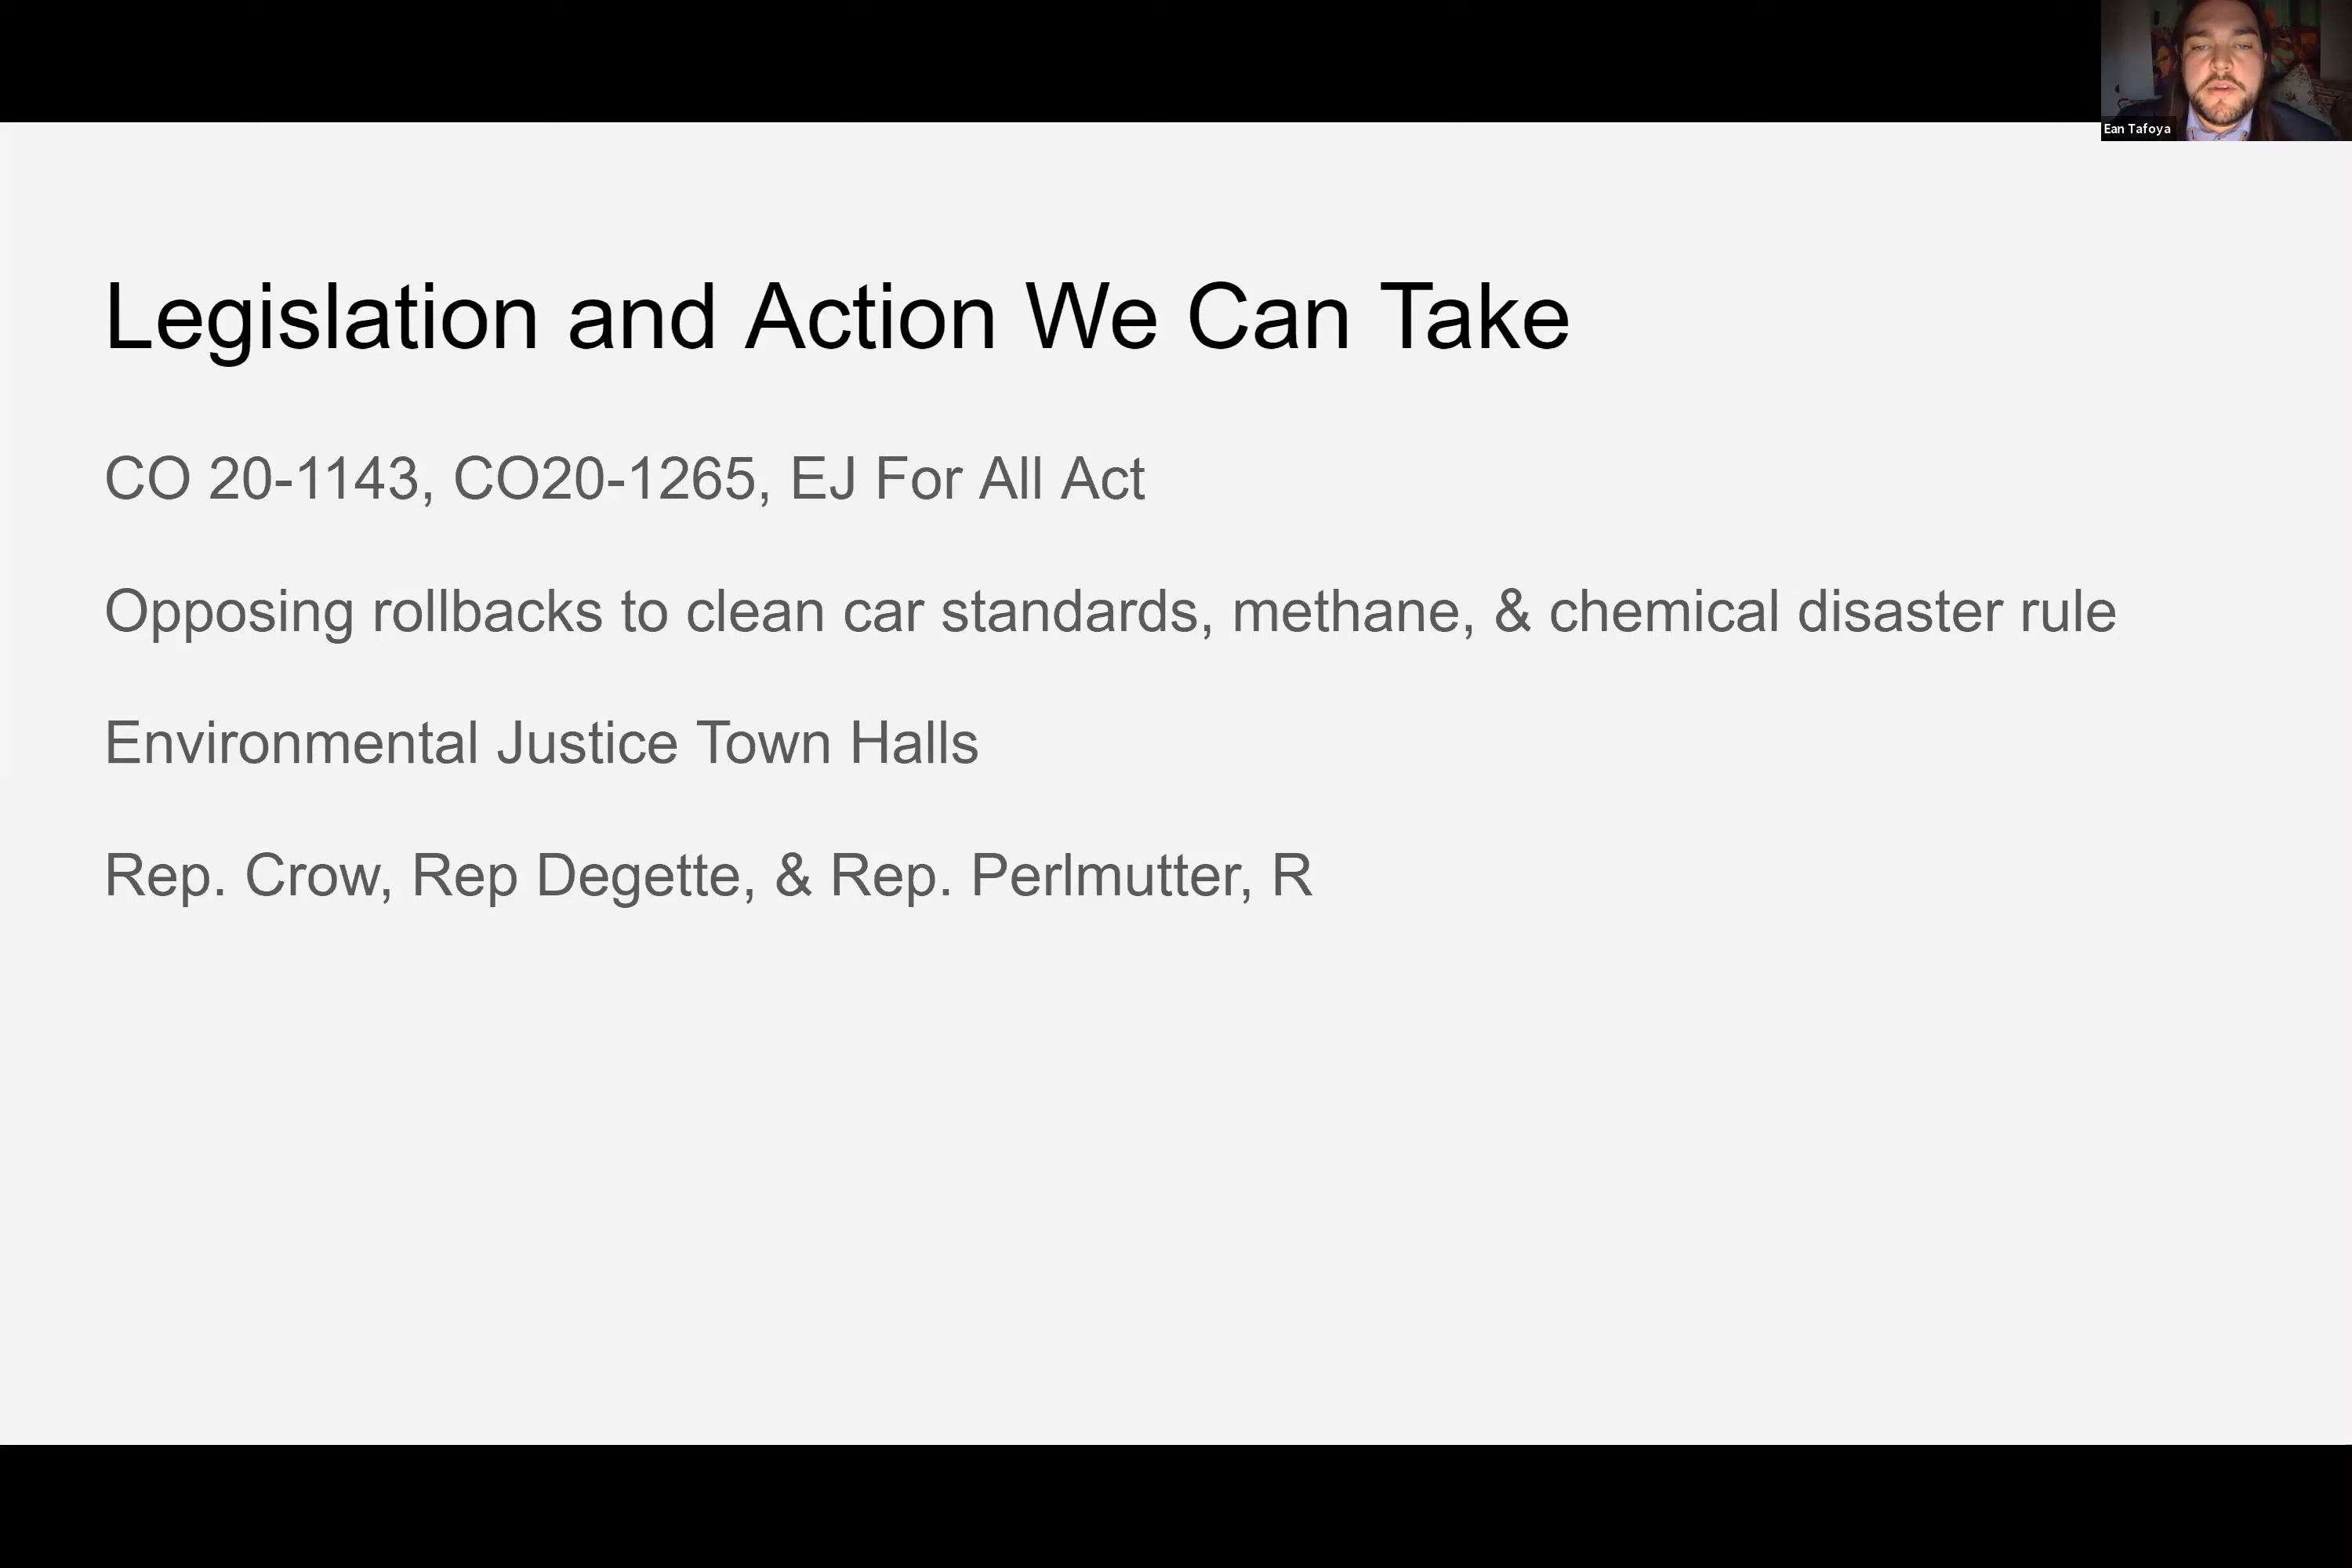 Ean Tafoya
Legislation and Action We Can Take
CO 20-1143, CO20-1265, EJ For All Act
Opposing rollbacks to clean car standards, methane, & chemical disaster rule
Environmental Justice Town Halls
Rep. Crow, Rep Degette, & Rep. Perlmutter, R